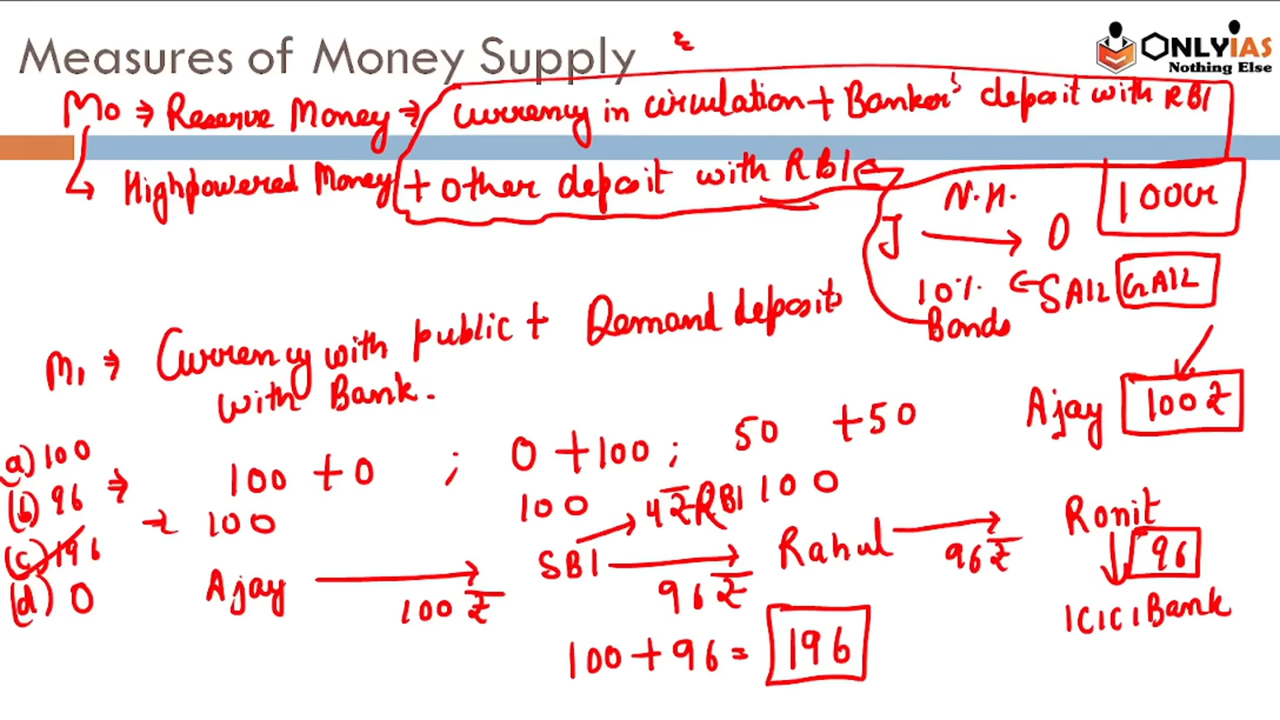 Measures of Money Supply
ONLYIAS
Nothing Else
M0 ⇒ Reserve Money → Currency in circulation + Banker's deposit with RBI
↳ Highpowered Money + Other deposit with RBI
N.H.
100cr
J → O
10% ← SAIL GAIL
Bonds
M1 ⇒ Currency with public + Demand deposits
with Bank.
Ajay 100₹
a) 100
(b) 96 ⇒ 100 + 0 ; 0 + 100 ; 50 + 50
→ 100 100 100
(c) 196
(d) 0
Ajay → SBI → Rahul → Ronit
100 ₹ 4₹ RBI 96 ₹ 96₹ 96
ICICI Bank
100 + 96 = 196